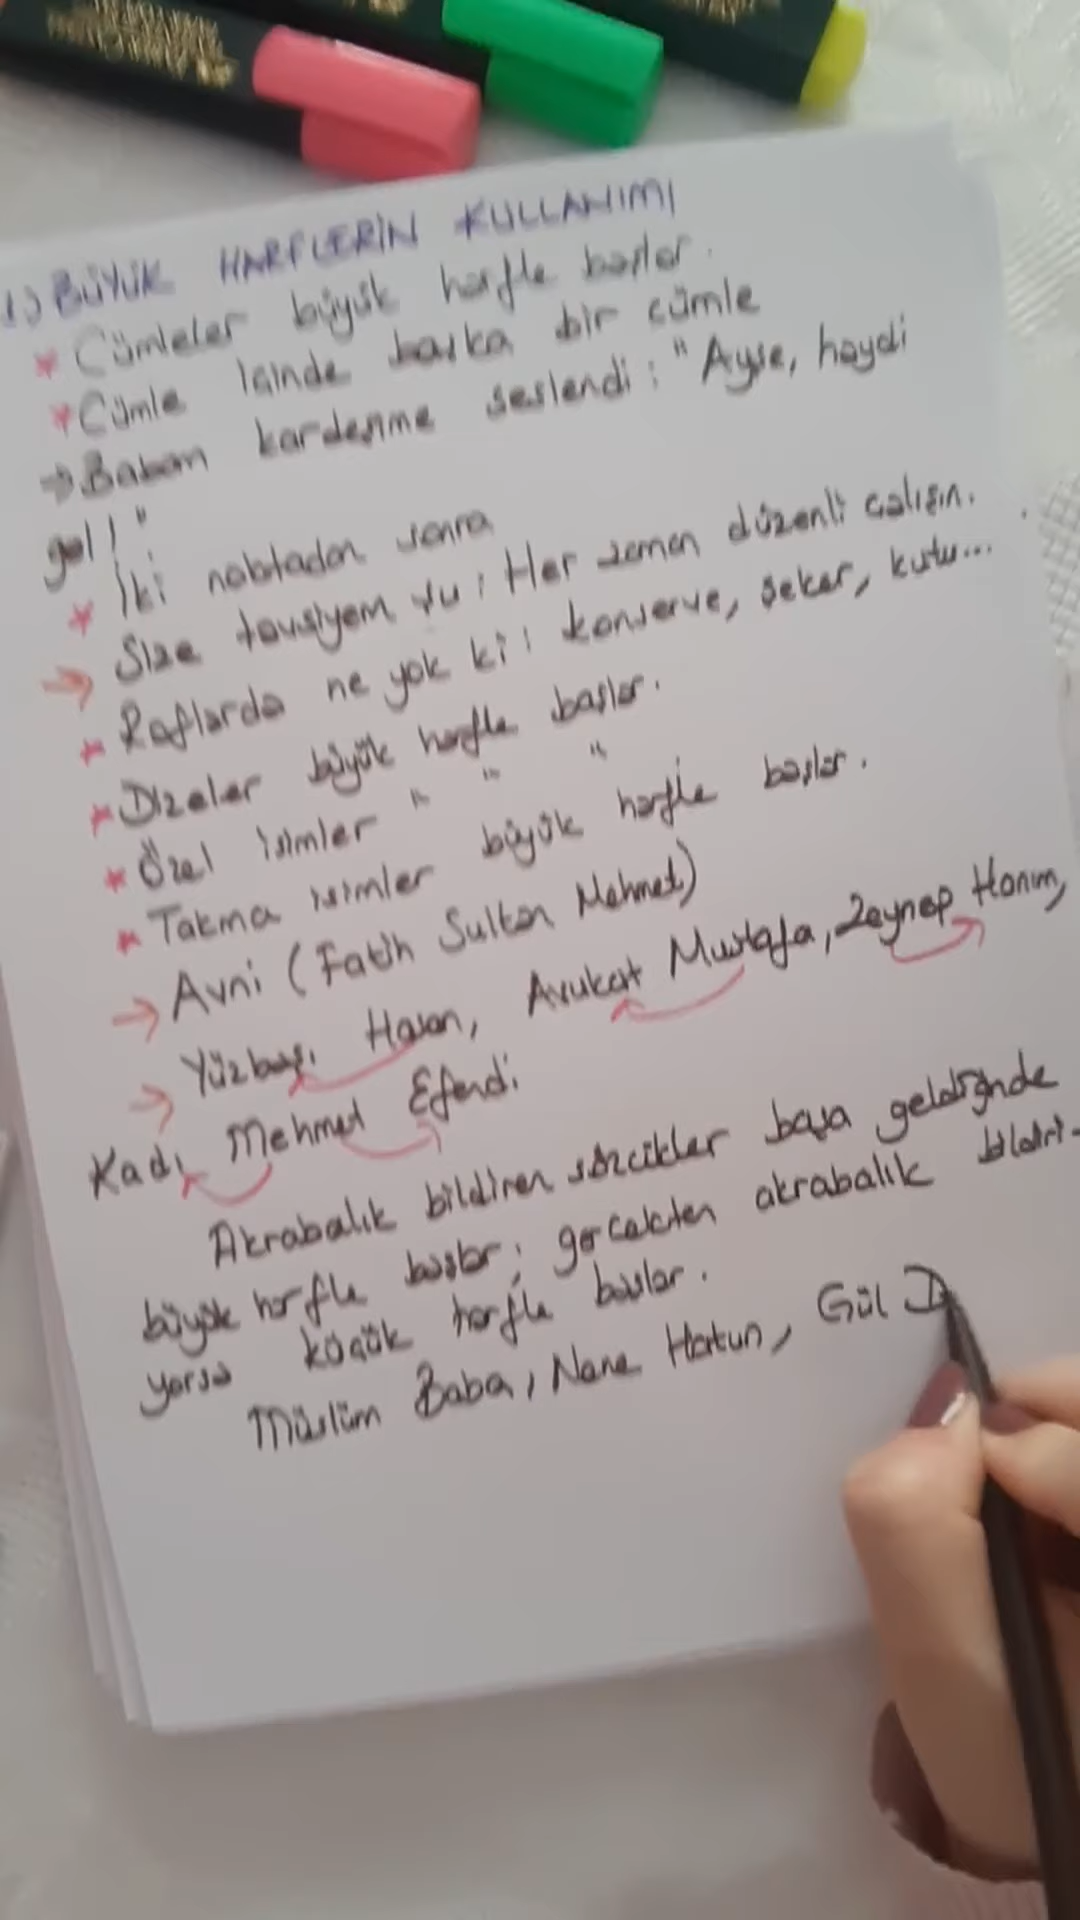 1) BÜYÜK HARFLERİN KULLANIMI
* Cümleler büyük harfle başlar.
* Cümle içinde başka bir cümle
→ Babam kardeşime seslendi: "Ayşe, haydi
gel!"
* İki noktadan sonra
→ Size tavsiyem şu: Her zaman düzenli çalışın.
* Raflarda ne yok ki: konserve, şeker, kutu...
* Dizeler büyük harfle başlar.
* Özel isimler " " "
* Takma isimler büyük harfle başlar.
→ Avni (Fatih Sultan Mehmet)
→ Yüzbaşı Hasan, Avukat Mustafa, Zeynep Hanım,
Kadı Mehmet Efendi
Akrabalık bildiren sözcükler başa geldiğinde
büyük harfle başlar; gerçekten akrabalık bildiri-
yorsa küçük harfle başlar.
Müslüm Baba, Nene Hatun, Gül D